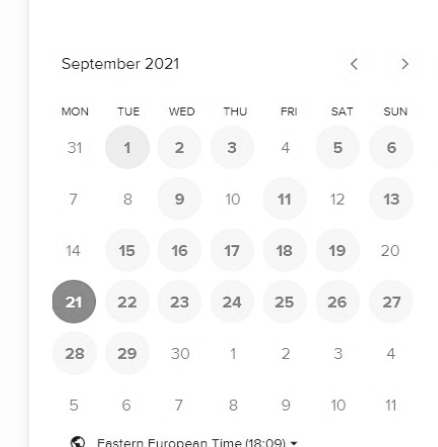 September 2021
MON TUE WED THU FRI SAT SUN
31 1 2 3 4 5 6
7 8 9 10 11 12 13
14 15 16 17 18 19 20
21 22 23 24 25 26 27
28 29 30 1 2 3 4
5 6 7 8 9 10 11
Eastern European Time (18:09)